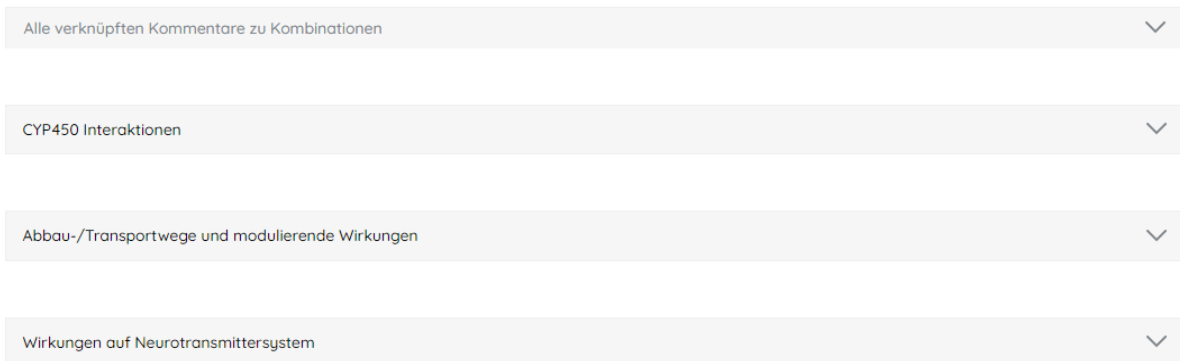 Alle verknüpften Kommentare zu Kombinationen
CYP450 Interaktionen
Abbau-/Transportwege und modulierende Wirkungen
Wirkungen auf Neurotransmittersystem